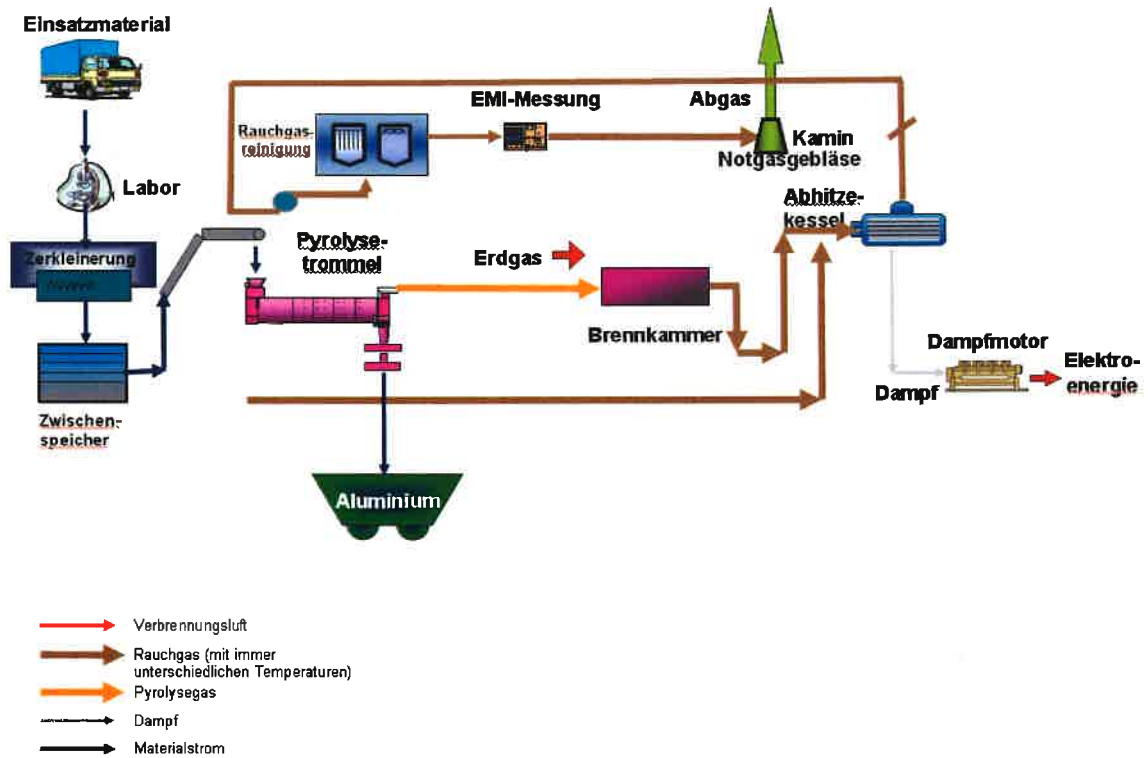 Einsatzmaterial
EMI-Messung
Abgas
Rauchgas-
reinigung
Kamin
Notgasgebläse
Labor
Abhitze-
kessel
Zerkleinerung
Pyrolyse-
trommel
Erdgas
Brennkammer
Dampfmotor
Elektro-
energie
Dampf
Zwischen-
speicher
Aluminium
Verbrennungsluft
Rauchgas (mit immer
unterschiedlichen Temperaturen)
Pyrolysegas
Dampf
Materialstrom